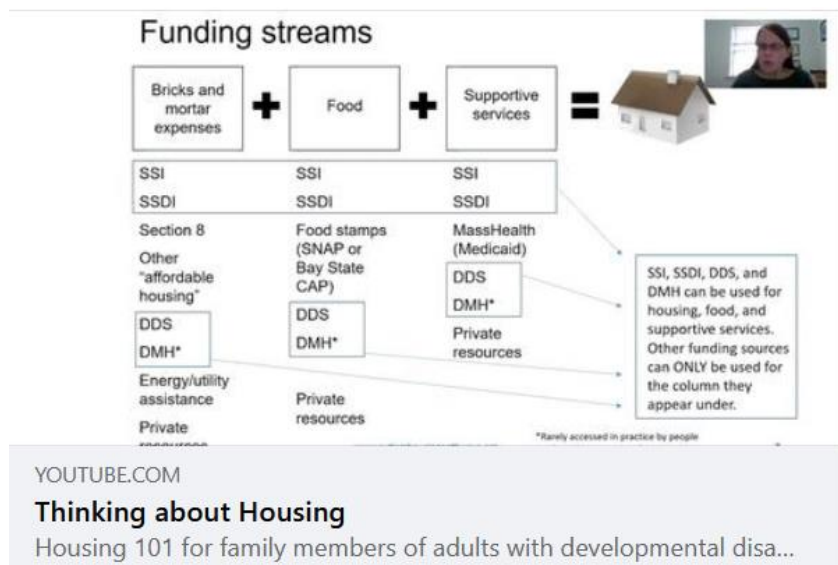 Funding streams
Bricks and
mortar
expenses
+
Food
+
Supportive
services
=
SSI
SSDI
Section 8
Other
"affordable
housing"
DDS
DMH*
Energy/utility
assistance
Private
SSI
SSDI
Food stamps
(SNAP or
Bay State
CAP)
DDS
DMH*
Private
resources
SSI
SSDI
MassHealth
(Medicaid)
DDS
DMH*
Private
resources
SSI, SSDI, DDS, and
DMH can be used for
housing, food, and
supportive services.
Other funding sources
can ONLY be used for
the column they
appear under.
*Rarely accessed in practice by people
YOUTUBE.COM
Thinking about Housing
Housing 101 for family members of adults with developmental disa...